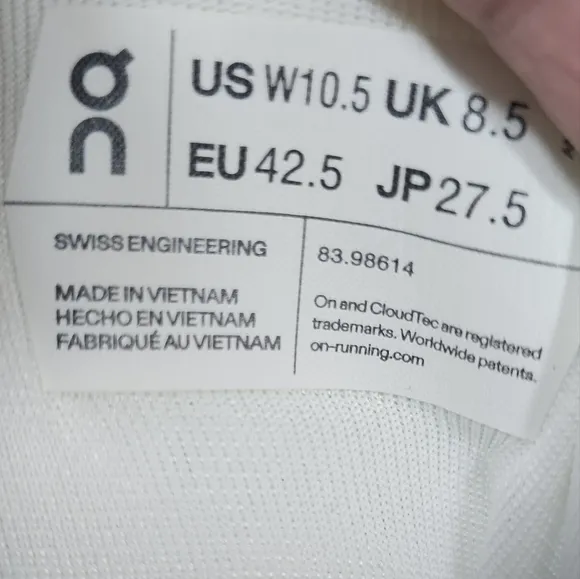 On
US W10.5 UK 8.5
EU 42.5 JP 27.5
SWISS ENGINEERING
MADE IN VIETNAM
HECHO EN VIETNAM
FABRIQUÉ AU VIETNAM
83.98614
On and CloudTec are registered
trademarks. Worldwide patents.
on-running.com